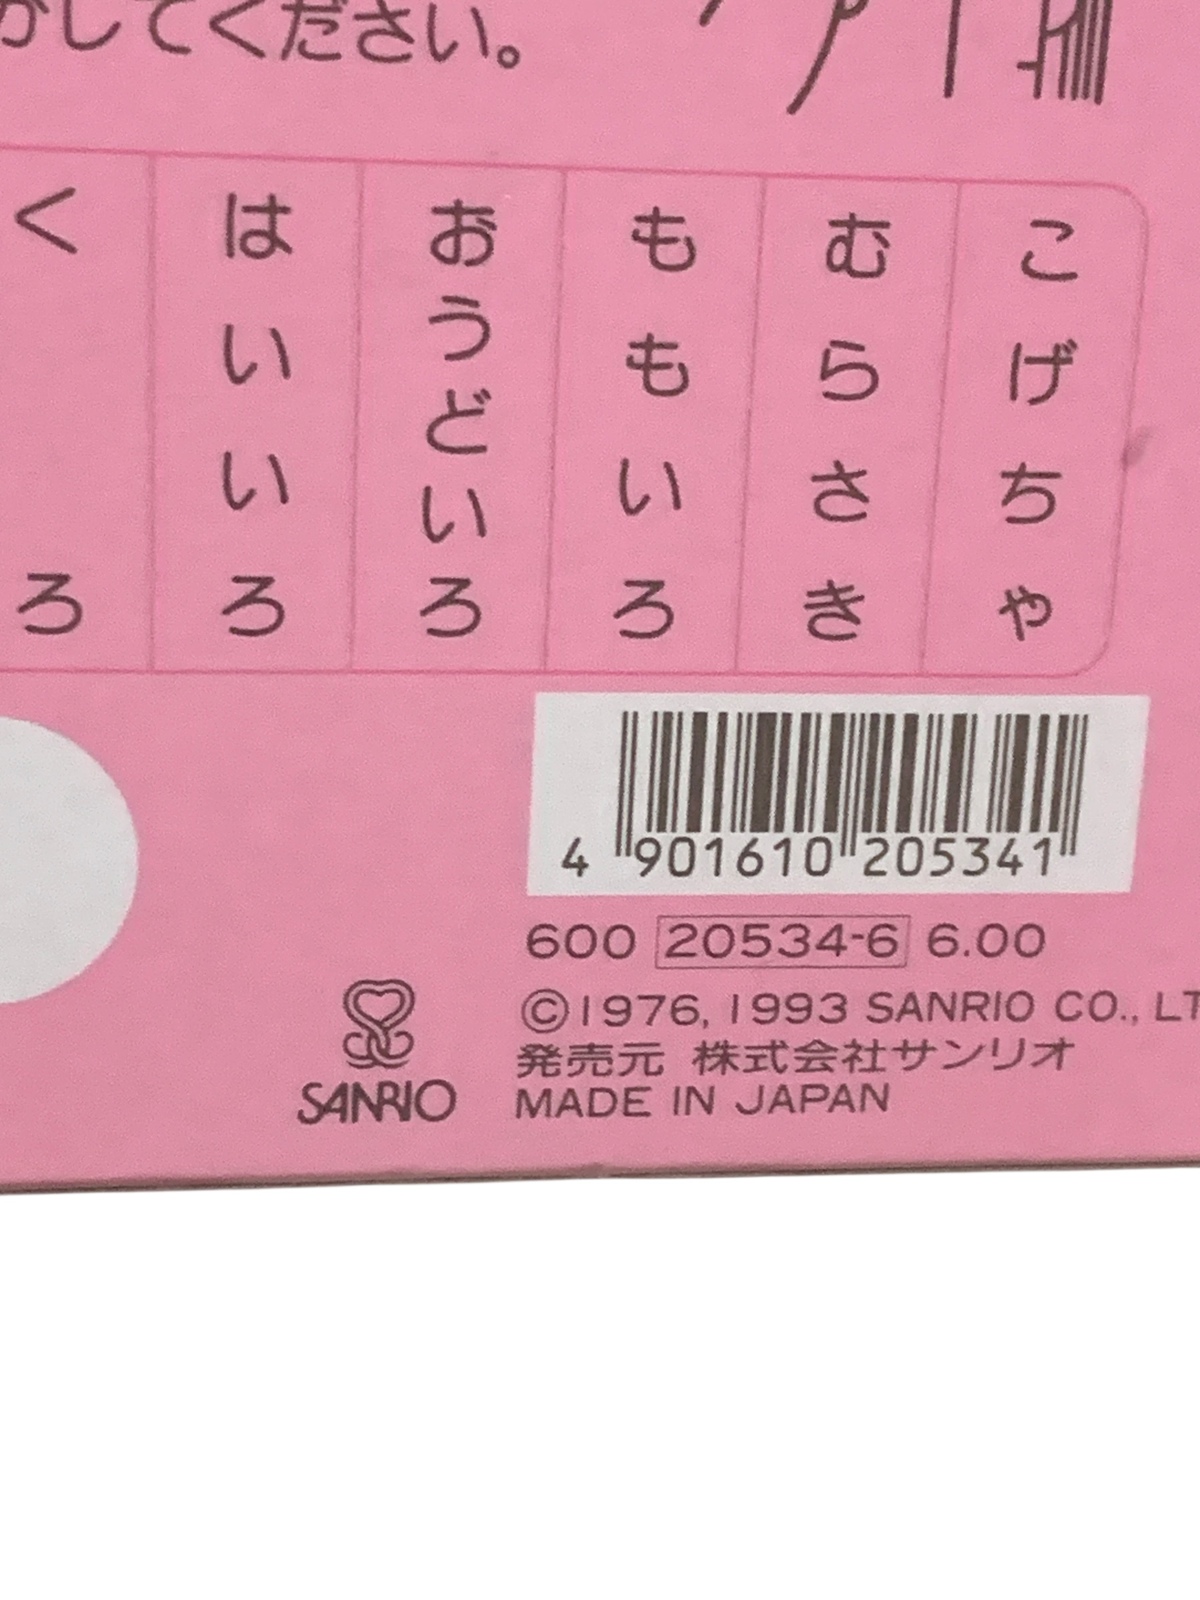 してください。
こげちゃ
むらさき
ももいろ
おうどいろ
はいいろ
くろ
4 901610 205341
600 20534-6 6.00
©1976, 1993 SANRIO CO., LT
発売元 株式会社サンリオ
MADE IN JAPAN
SANRIO